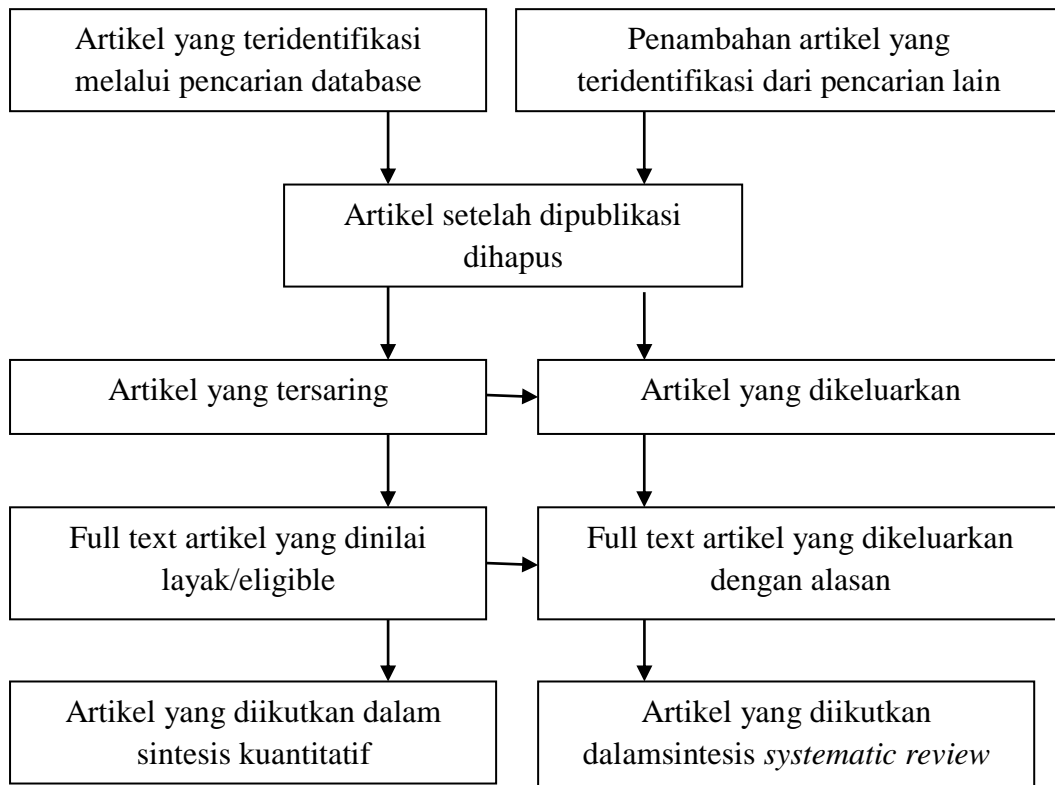 Artikel yang teridentifikasi
melalui pencarian database
Penambahan artikel yang
teridentifikasi dari pencarian lain
Artikel setelah dipublikasi
dihapus
Artikel yang tersaring
Artikel yang dikeluarkan
Full text artikel yang dinilai
layak/eligible
Full text artikel yang dikeluarkan
dengan alasan
Artikel yang diikutkan dalam
sintesis kuantitatif
Artikel yang diikutkan
dalamsintesis systematic review